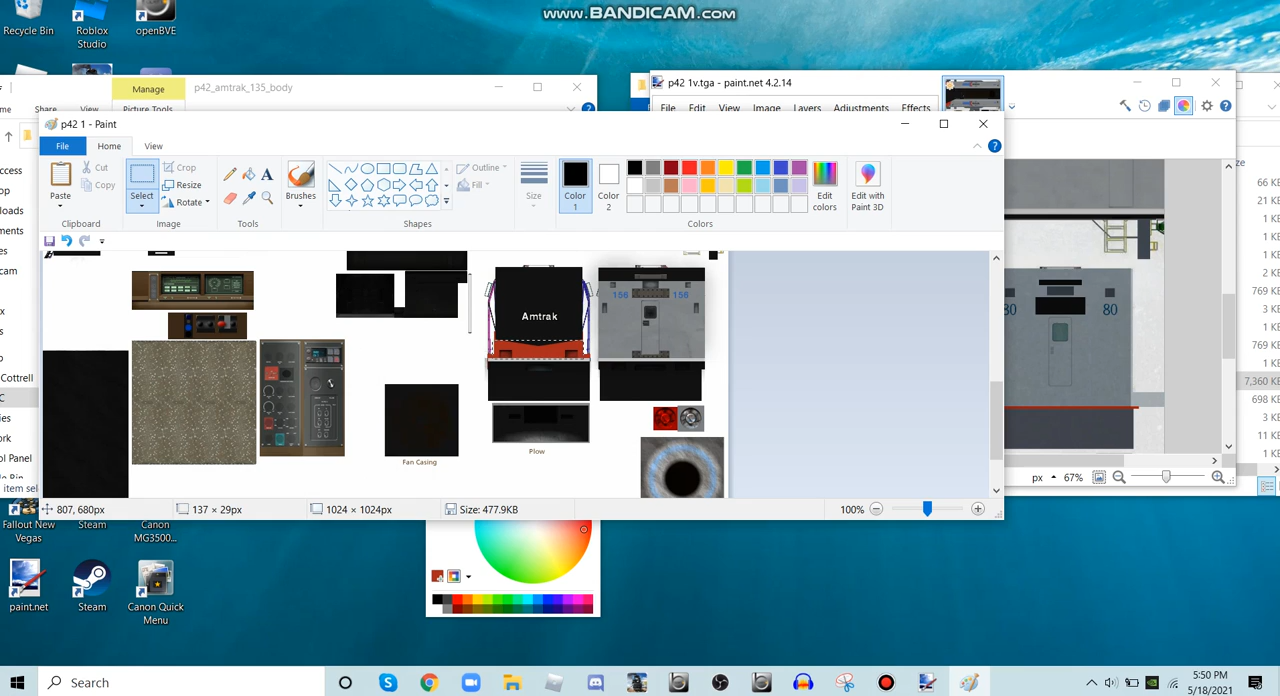 www.BANDICAM.com
Recycle Bin
Roblox Studio
openBVE
Manage
p42_amtrak_135_body
Share
View
Picture Tools
p42 1v.tga - paint.net 4.2.14
File Edit View Image Layers Adjustments Effects
p42 1 - Paint
File Home View
Paste
Cut
Copy
Clipboard
Select
Crop
Resize
Rotate
Image
Tools
Brushes
Shapes
Outline
Fill
Size
Color 1
Color 2
Colors
Edit colors
Edit with Paint 3D
Amtrak
156 156
80 80
Fan Casing
Plow
807, 680px
137 × 29px
1024 × 1024px
Size: 477.9KB
100%
px
67%
66 KB
21 KB
1 KB
1 KB
1 KB
2 KB
769 KB
3 KB
769 KB
1 KB
7,360 KB
698 KB
3 KB
11 KB
1 KB
Cottrell
Fallout New Vegas
Steam
Canon MG3500...
paint.net
Steam
Canon Quick Menu
Search
5:50 PM
5/18/2021